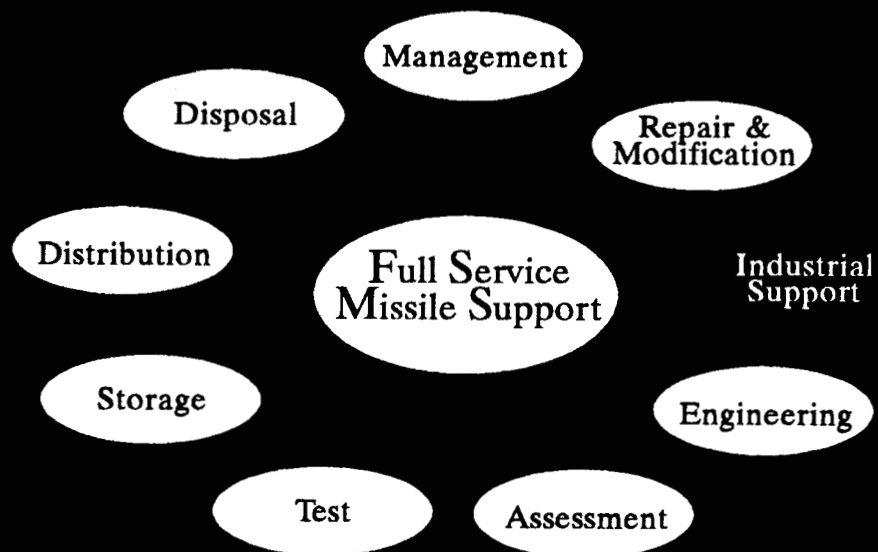 Management
Disposal
Repair &
Modification
Distribution
Full Service
Missile Support
Industrial
Support
Storage
Engineering
Test
Assessment